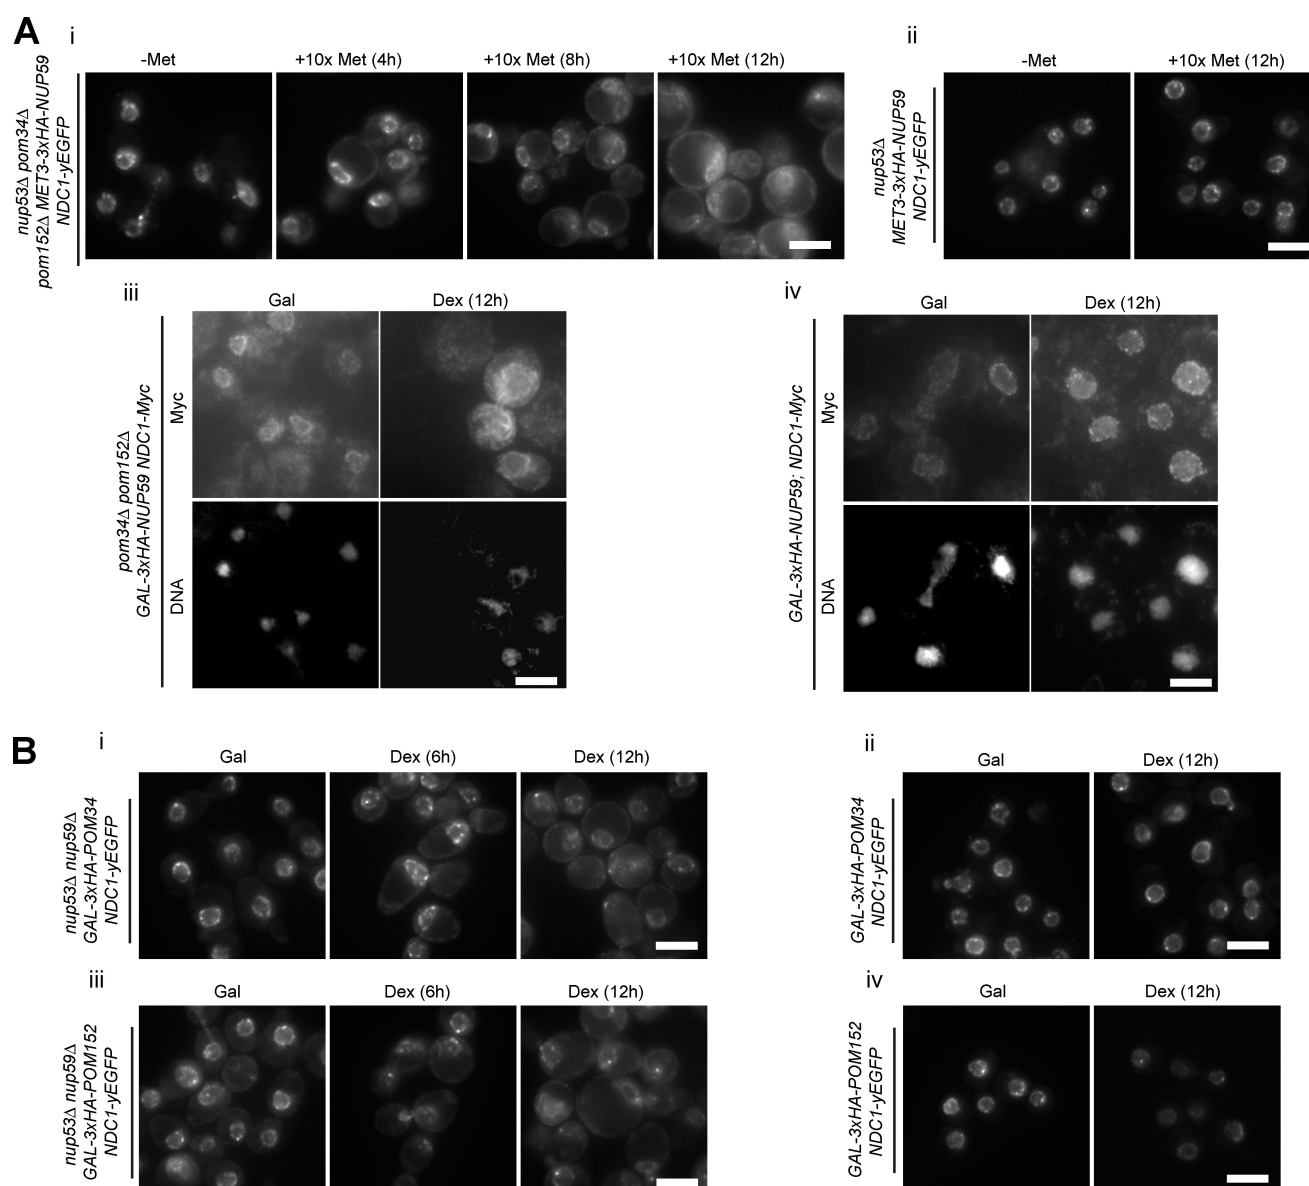 A
i
-Met
+10x Met (4h)
+10x Met (8h)
+10x Met (12h)
nup53Δ pom34Δ
pom152Δ MET3-3xHA-NUP59
NDC1-yEGFP
ii
-Met
+10x Met (12h)
nup53Δ
MET3-3xHA-NUP59
NDC1-yEGFP
iii
Gal
Dex (12h)
pom34Δ pom152Δ
GAL-3xHA-NUP59 NDC1-Myc
Myc
DNA
iv
Gal
Dex (12h)
GAL-3xHA-NUP59; NDC1-Myc
Myc
DNA
B
i
Gal
Dex (6h)
Dex (12h)
nup53Δ nup59Δ
GAL-3xHA-POM34
NDC1-yEGFP
ii
Gal
Dex (12h)
GAL-3xHA-POM34
NDC1-yEGFP
iii
Gal
Dex (6h)
Dex (12h)
nup53Δ nup59Δ
GAL-3xHA-POM152
NDC1-yEGFP
iv
Gal
Dex (12h)
GAL-3xHA-POM152
NDC1-yEGFP